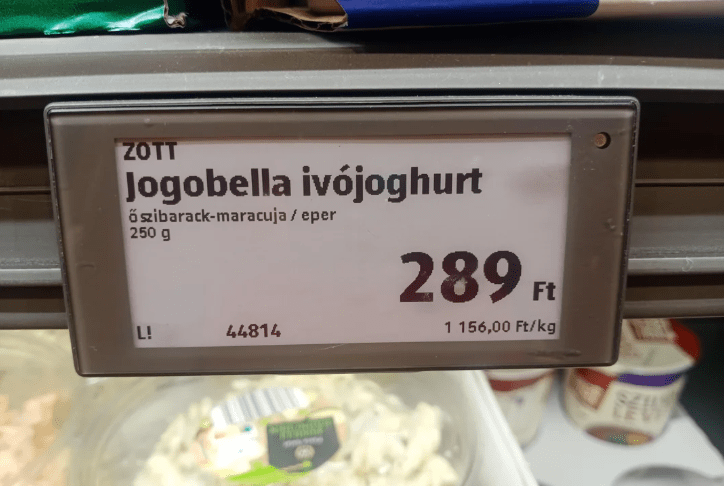 ZOTT
Jogobella ivójoghurt
őszibarack-maracuja / eper
250 g
289 Ft
L! 44814 1 156,00 Ft/kg